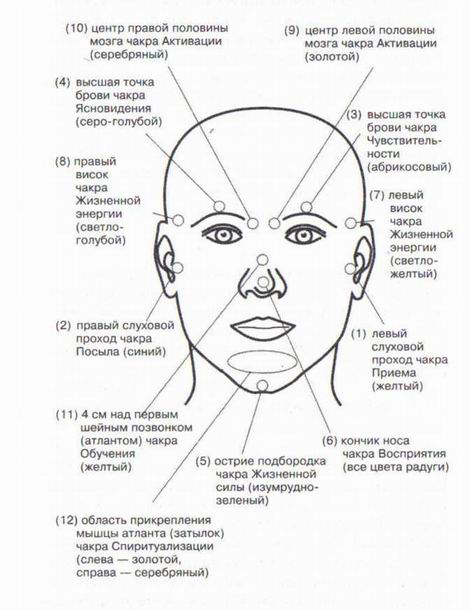 (10) центр правой половины
мозга чакра Активации
(серебряный)
(9) центр левой половины
мозга чакра Активации
(золотой)
(4) высшая точка
брови чакра
Ясновидения
(серо-голубой)
(3) высшая точка
брови чакра
Чувствитель-
ности
(абрикосовый)
(8) правый
висок
чакра
Жизненной
энергии
(светло-
голубой)
(7) левый
висок
чакра
Жизненной
энергии
(светло-
желтый)
(2) правый слуховой
проход чакра
Посыла (синий)
(1) левый
слуховой
проход чакра
Приема
(желтый)
(11) 4 см над первым
шейным позвонком
(атлантом) чакра
Обучения
(желтый)
(6) кончик носа
чакра Восприятия
(все цвета радуги)
(5) острие подбородка
чакра Жизненной
силы (изумрудно-
зеленый)
(12) область прикрепления
мышцы атланта (затылок)
чакра Спиритуализации
(слева — золотой,
справа — серебряный)